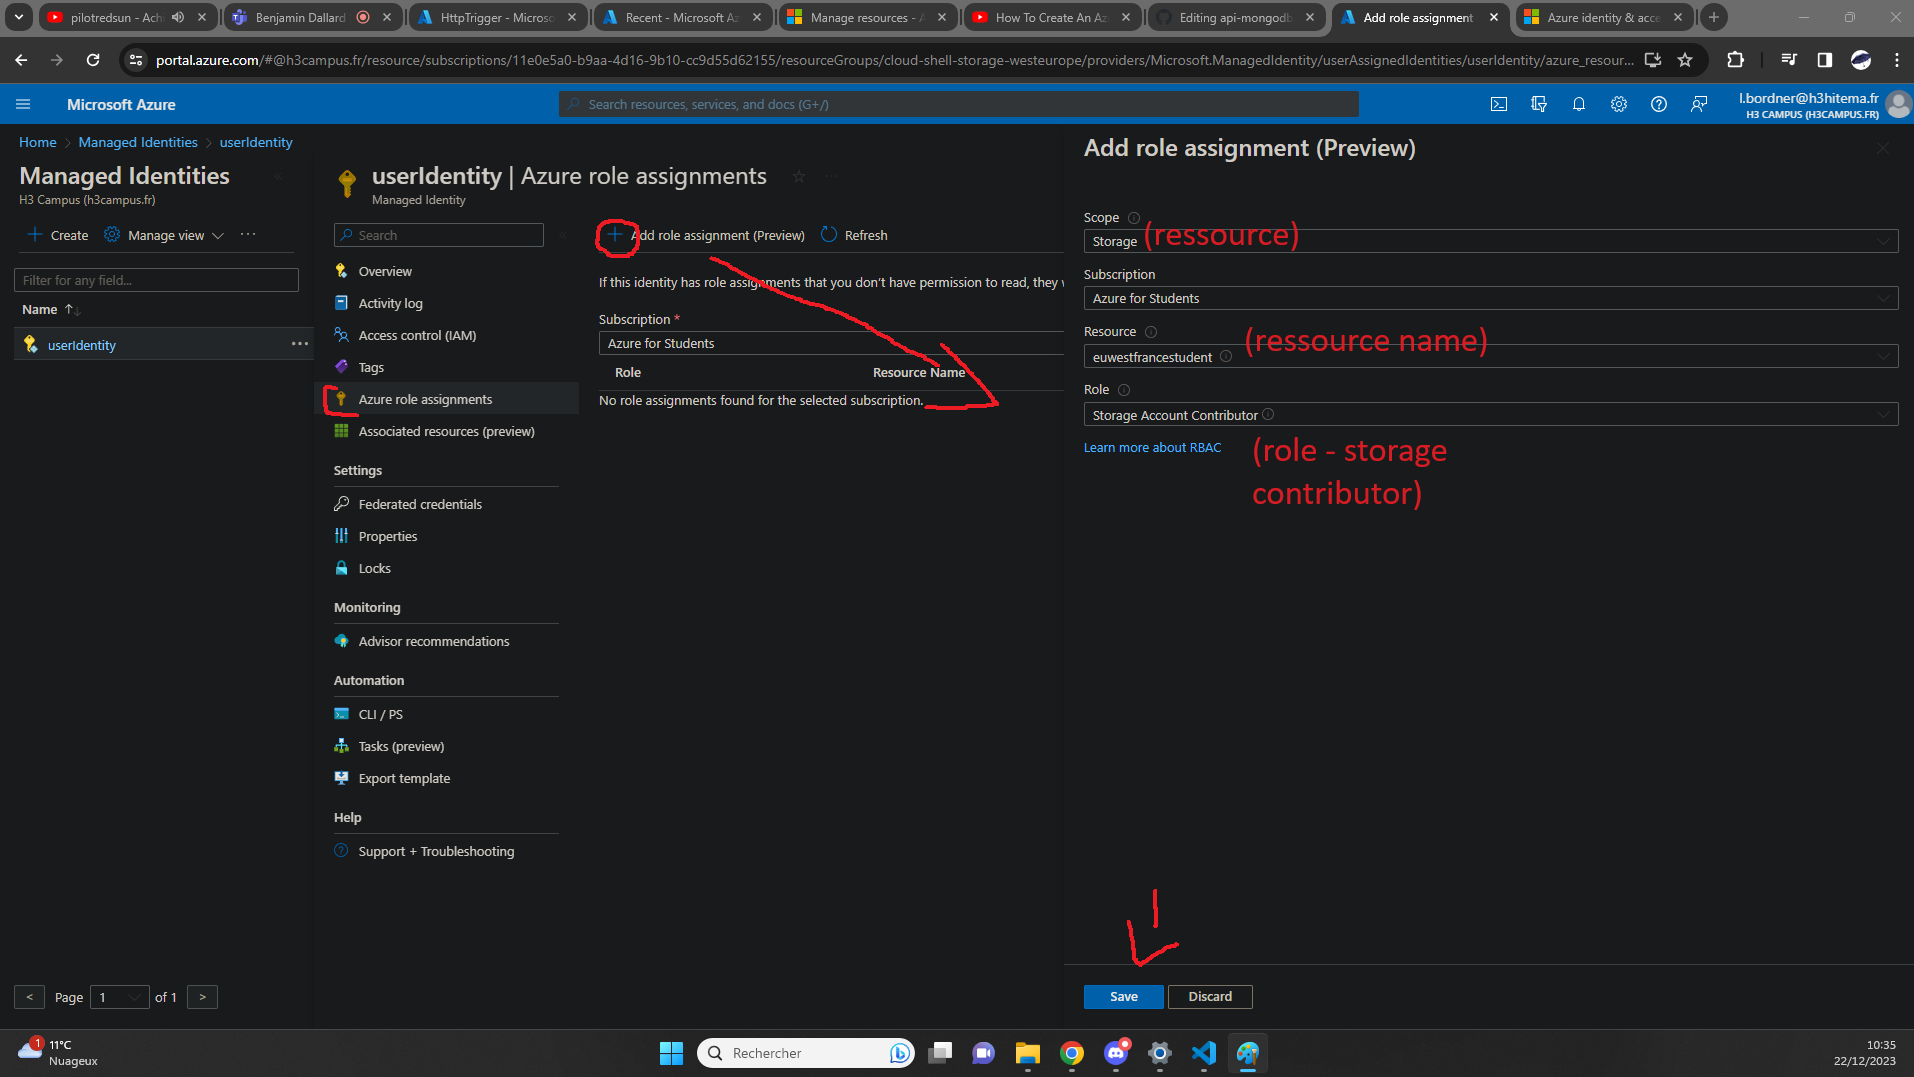 pilotredsun - Achi
Benjamin Dallard
HttpTrigger - Microso
Recent - Microsoft Az
Manage resources - A
How To Create An Az
Editing api-mongodb
Add role assignment
Azure identity & acce
portal.azure.com/#@h3campus.fr/resource/subscriptions/11e0e5a0-b9aa-4d16-9b10-cc9d55d62155/resourceGroups/cloud-shell-storage-westeurope/providers/Microsoft.ManagedIdentity/userAssignedIdentities/userIdentity/azure_resour...
Microsoft Azure
Search resources, services, and docs (G+/)
l.bordner@h3hitema.fr
H3 CAMPUS (H3CAMPUS.FR)
Home > Managed Identities > userIdentity
Managed Identities
H3 Campus (h3campus.fr)
Create
Manage view
Filter for any field...
Name
userIdentity
< Page 1 of 1 >
userIdentity | Azure role assignments
Managed Identity
Search
Overview
Activity log
Access control (IAM)
Tags
Azure role assignments
Associated resources (preview)
Settings
Federated credentials
Properties
Locks
Monitoring
Advisor recommendations
Automation
CLI / PS
Tasks (preview)
Export template
Help
Support + Troubleshooting
Add role assignment (Preview)
Refresh
If this identity has role assignments that you don't have permission to read, they
Subscription *
Azure for Students
Role Resource Name
No role assignments found for the selected subscription.
Add role assignment (Preview)
Scope
Storage
(ressource)
Subscription
Azure for Students
Resource
(ressource name)
euwestfrancestudent
Role
Storage Account Contributor
Learn more about RBAC
(role - storage
contributor)
Save
Discard
1
11°C
Nuageux
Rechercher
10:35
22/12/2023